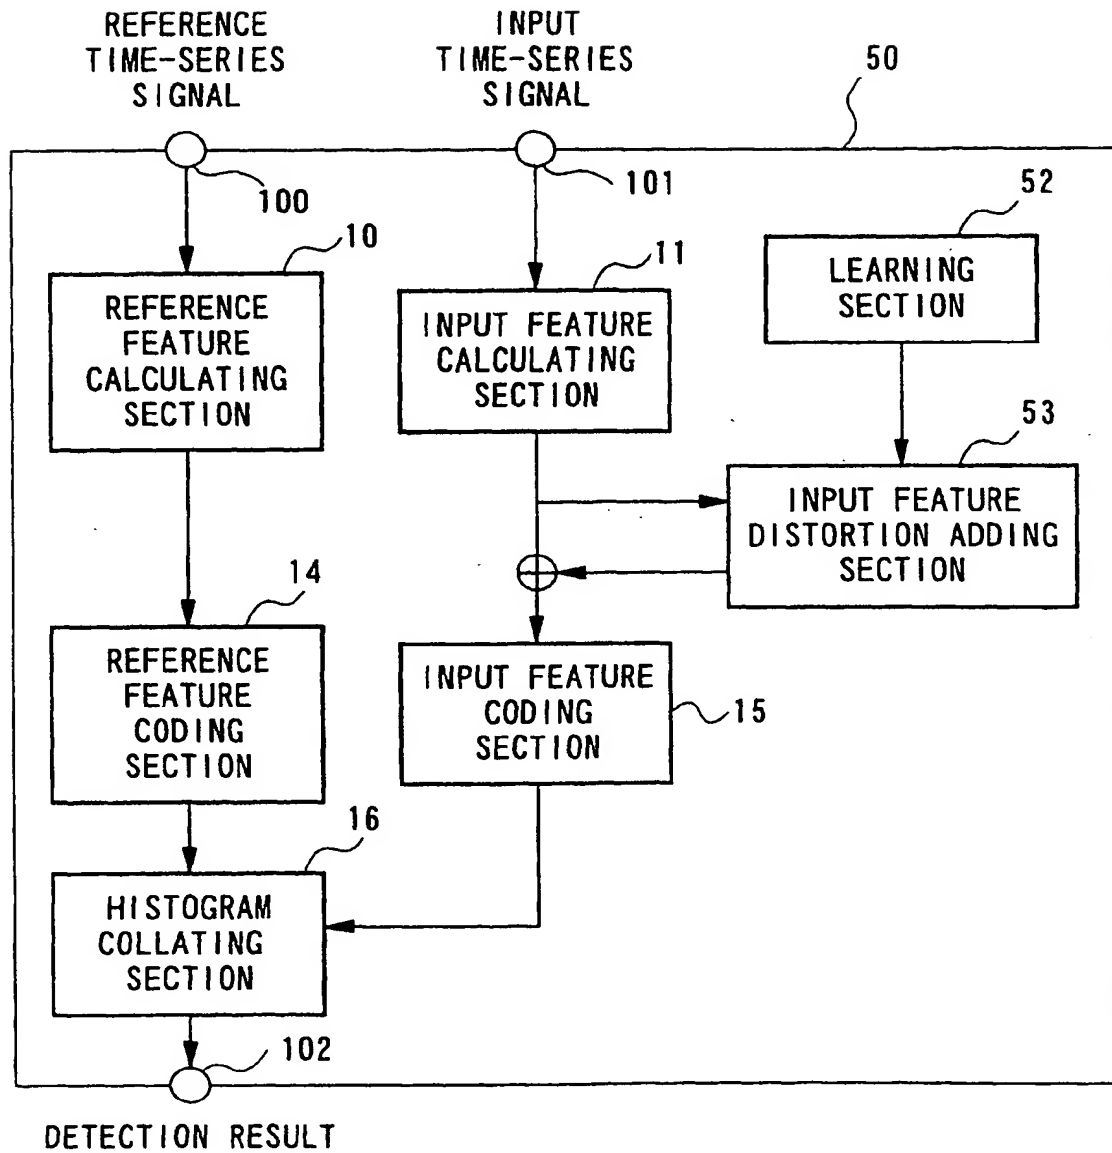 REFERENCE
TIME-SERIES
SIGNAL
INPUT
TIME-SERIES
SIGNAL
50
100
101
52
10
11
LEARNING
SECTION
REFERENCE
FEATURE
CALCULATING
SECTION
INPUT FEATURE
CALCULATING
SECTION
53
INPUT FEATURE
DISTORTION ADDING
SECTION
14
REFERENCE
FEATURE
CODING
SECTION
INPUT FEATURE
CODING
SECTION
15
16
HISTOGRAM
COLLATING
SECTION
102
DETECTION RESULT